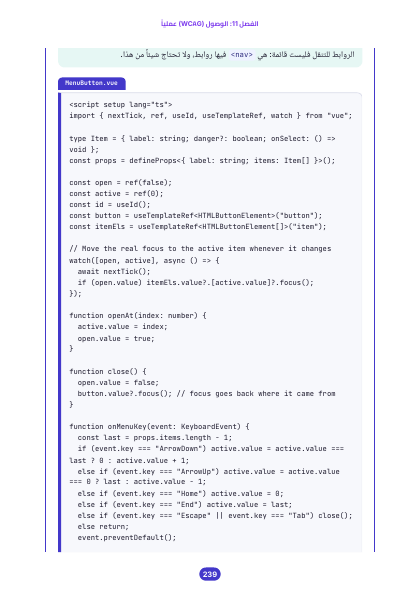 الفصل 11: الوصول (WCAG) عملياً
الروابط للتنقل فليست قائمة: هي <nav> فيها روابط، ولا تحتاج شيئاً من هذا.
MenuButton.vue
<script setup lang="ts">
import { nextTick, ref, useId, useTemplateRef, watch } from "vue";
type Item = { label: string; danger?: boolean; onSelect: () =>
void };
const props = defineProps<{ label: string; items: Item[] }>();
const open = ref(false);
const active = ref(0);
const id = useId();
const button = useTemplateRef<HTMLButtonElement>("button");
const itemEls = useTemplateRef<HTMLButtonElement[]>("item");
// Move the real focus to the active item whenever it changes
watch([open, active], async () => {
  await nextTick();
  if (open.value) itemEls.value?.[active.value]?.focus();
});
function openAt(index: number) {
  active.value = index;
  open.value = true;
}
function close() {
  open.value = false;
  button.value?.focus(); // focus goes back where it came from
}
function onMenuKey(event: KeyboardEvent) {
  const last = props.items.length - 1;
  if (event.key === "ArrowDown") active.value = active.value ===
last ? 0 : active.value + 1;
  else if (event.key === "ArrowUp") active.value = active.value
=== 0 ? last : active.value - 1;
  else if (event.key === "Home") active.value = 0;
  else if (event.key === "End") active.value = last;
  else if (event.key === "Escape" || event.key === "Tab") close();
  else return;
  event.preventDefault();
239